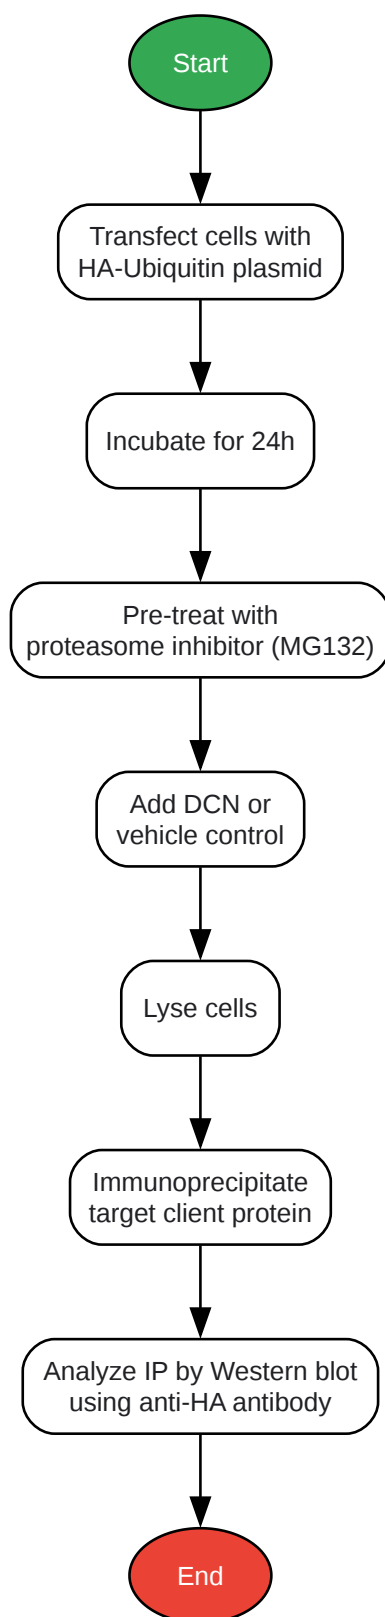 Start
Transfect cells with
HA-Ubiquitin plasmid
Incubate for 24h
Pre-treat with
proteasome inhibitor (MG132)
Add DCN or
vehicle control
Lyse cells
Immunoprecipitate
target client protein
Analyze IP by Western blot
using anti-HA antibody
End